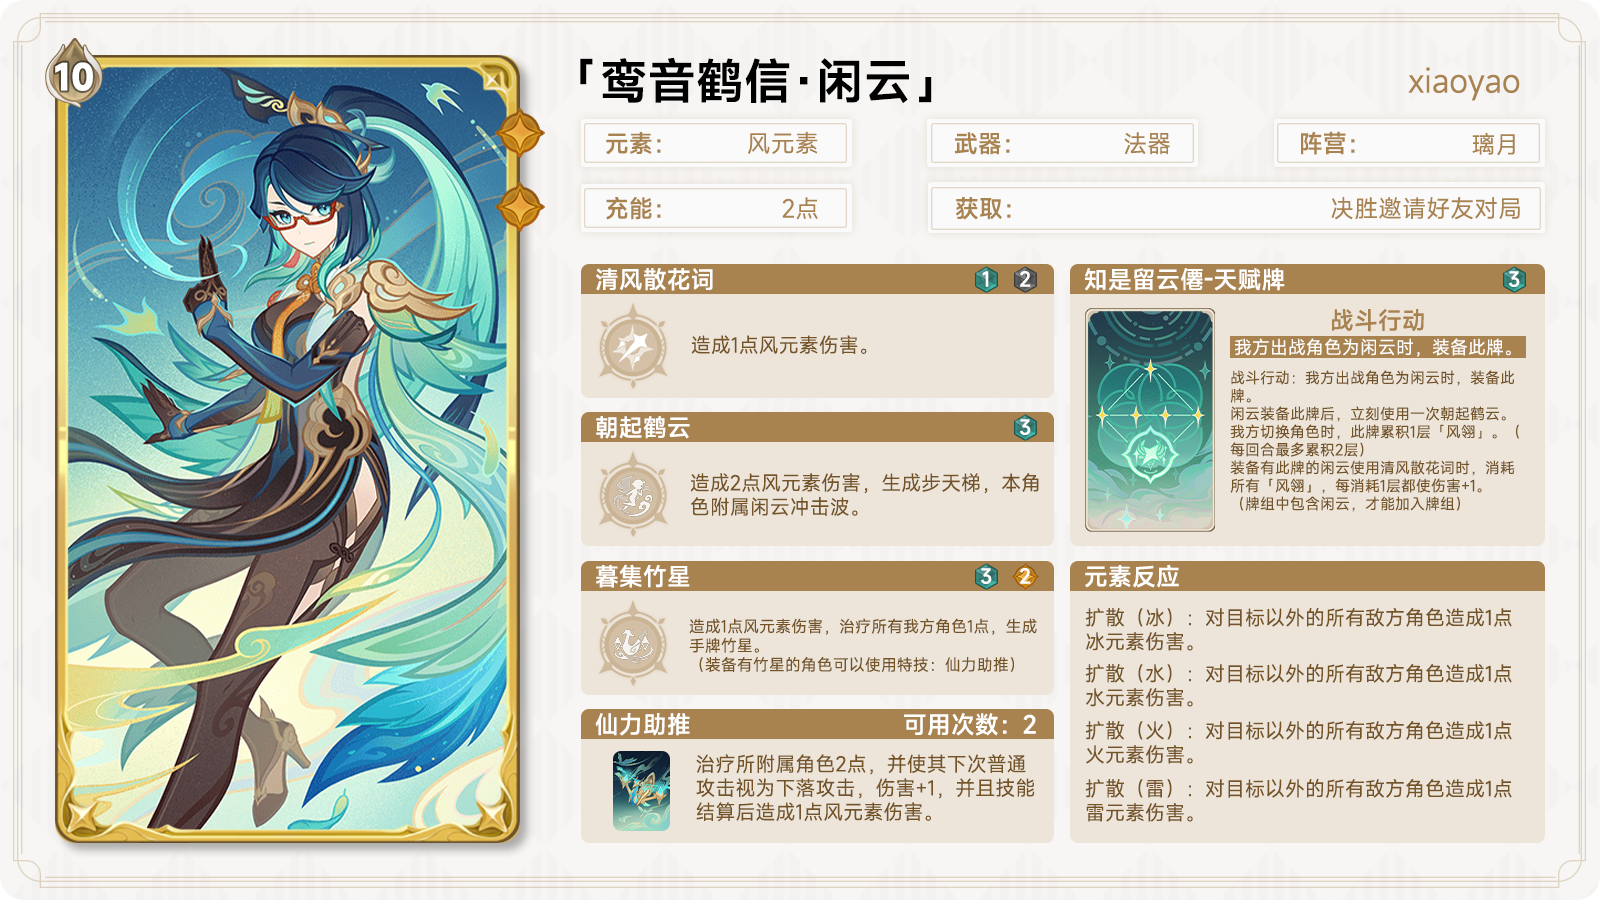 10
「鸾音鹤信·闲云」
xiaoyao
元素：
风元素
武器：
法器
阵营：
璃月
充能：
2点
获取：
决胜邀请好友对局
清风散花词
1
2
造成1点风元素伤害。
朝起鹤云
3
造成2点风元素伤害，生成步天梯，本角
色附属闲云冲击波。
暮集竹星
3
2
造成1点风元素伤害，治疗所有我方角色1点，生成
手牌竹星。
（装备有竹星的角色可以使用特技：仙力助推）
仙力助推
可用次数：2
治疗所附属角色2点，并使其下次普通
攻击视为下落攻击，伤害+1，并且技能
结算后造成1点风元素伤害。
知是留云僊-天赋牌
3
战斗行动
我方出战角色为闲云时，装备此牌。
战斗行动：我方出战角色为闲云时，装备此
牌。
闲云装备此牌后，立刻使用一次朝起鹤云。
我方切换角色时，此牌累积1层「风翎」。（
每回合最多累积2层）
装备有此牌的闲云使用清风散花词时，消耗
所有「风翎」，每消耗1层都使伤害+1。
（牌组中包含闲云，才能加入牌组）
元素反应
扩散（冰）：对目标以外的所有敌方角色造成1点
冰元素伤害。
扩散（水）：对目标以外的所有敌方角色造成1点
水元素伤害。
扩散（火）：对目标以外的所有敌方角色造成1点
火元素伤害。
扩散（雷）：对目标以外的所有敌方角色造成1点
雷元素伤害。